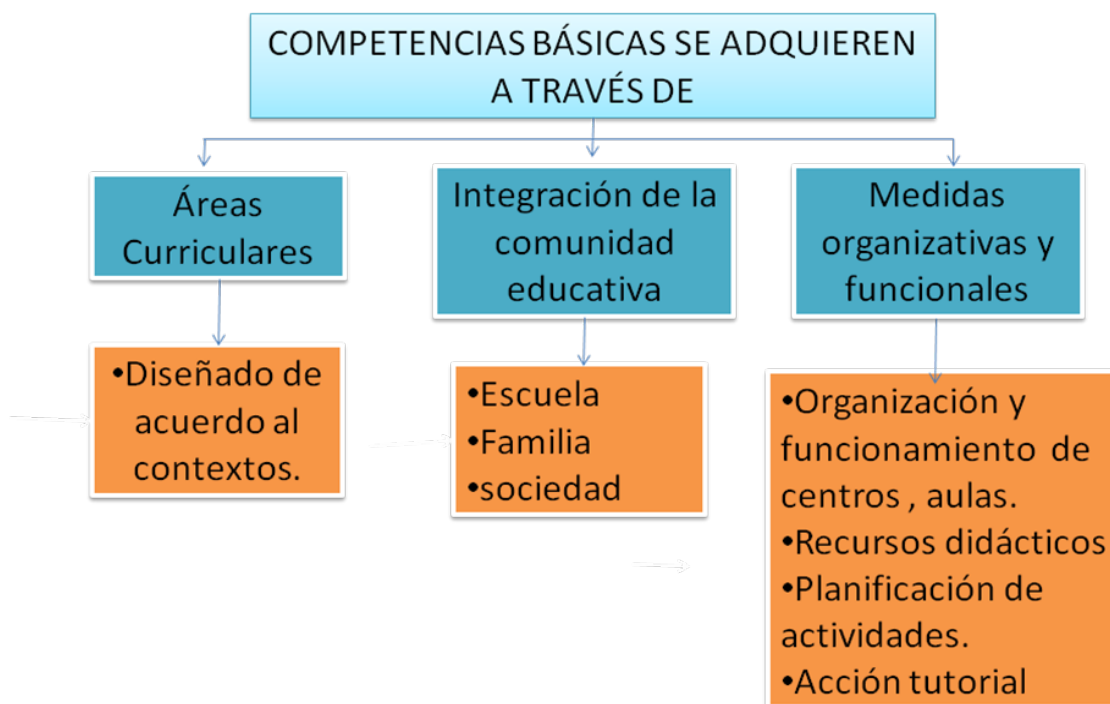 COMPETENCIAS BÁSICAS SE ADQUIEREN
A TRAVÉS DE
Áreas
Curriculares
Integración de la
comunidad
educativa
Medidas
organizativas y
funcionales
•Diseñado de
acuerdo al
contextos.
•Escuela
•Familia
•sociedad
•Organización y
funcionamiento de
centros , aulas.
•Recursos didácticos
•Planificación de
actividades.
•Acción tutorial